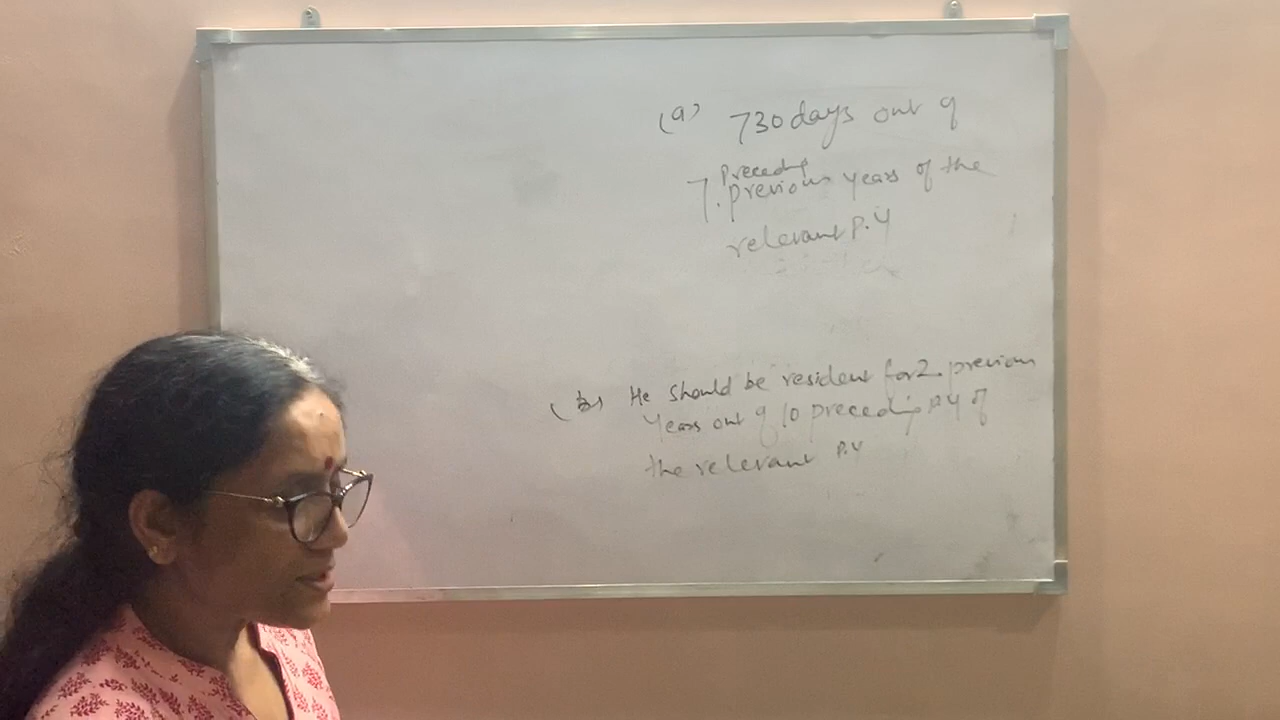 (a) 730 days out of
Preceding
7. previous years of the
relevant P.Y
(b) He should be resident for 2 previous
years out of 10 preceding P.Y of
the relevant P.Y